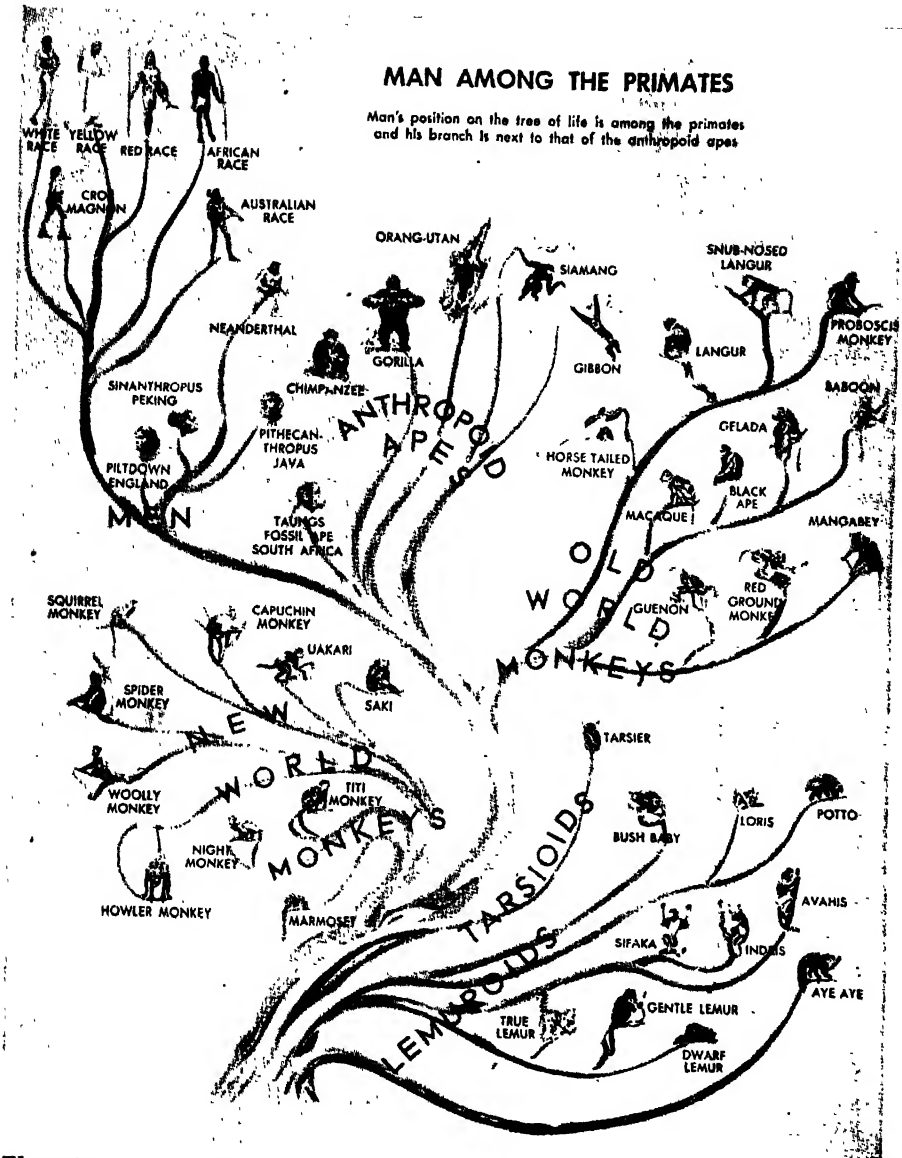 MAN AMONG THE PRIMATES
Man's position on the tree of life is among the primates
and his branch is next to that of the anthropoid apes
WHITE
RACE
YELLOW
RACE
RED RACE
AFRICAN
RACE
CRO
MAGNON
AUSTRALIAN
RACE
NEANDERTHAL
SINANTHROPUS
PEKING
PILTDOWN
ENGLAND
PITHECAN-
THROPUS
JAVA
MEN
TAUNGS
FOSSIL APE
SOUTH AFRICA
CHIMPANZEE
GORILLA
ORANG-UTAN
SIAMANG
GIBBON
ANTHROPOID
APES
SNUB-NOSED
LANGUR
PROBOSCIS
MONKEY
LANGUR
BABOON
GELADA
HORSE TAILED
MONKEY
BLACK
APE
MACAQUE
MANGABEY
GUENON
RED
GROUND
MONKE
OLD
WORLD
MONKEYS
SQUIRREL
MONKEY
CAPUCHIN
MONKEY
UAKARI
SAKI
SPIDER
MONKEY
WOOLLY
MONKEY
TITI
MONKEY
NIGHT
MONKEY
HOWLER MONKEY
MARMOSET
NEW
WORLD
MONKEYS
TARSIER
TARSIOIDS
BUSH BABY
LORIS
POTTO
AVAHIS
SIFAKA
INDRIS
AYE AYE
GENTLE LEMUR
TRUE
LEMUR
DWARF
LEMUR
LEMUROIDS